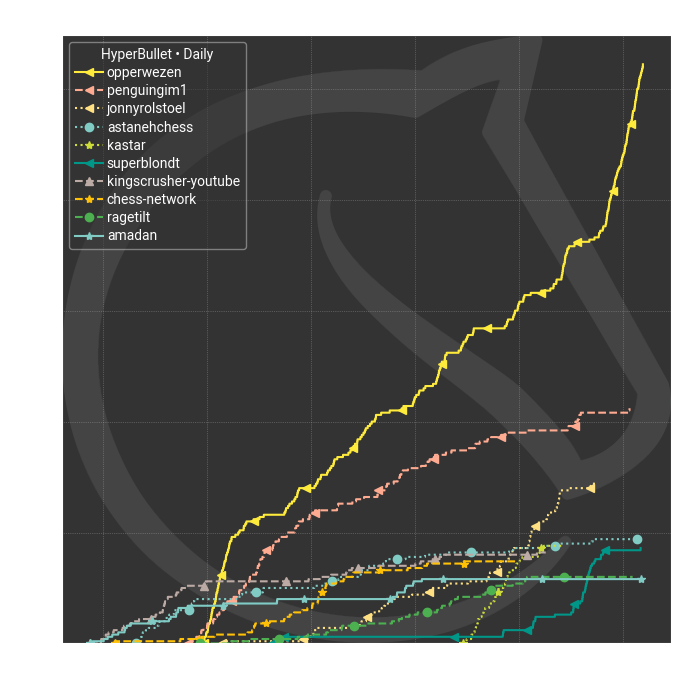 HyperBullet • Daily
opperwezen
penguingim1
jonnyrolstoel
astanehchess
kastar
superblondt
kingscrusher-youtube
chess-network
ragetilt
amadan